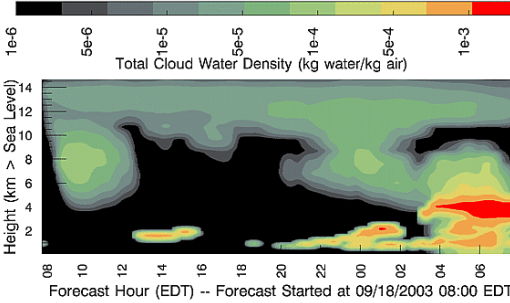 1e-6 5e-6 1e-5 5e-5 1e-4 5e-4 1e-3
Total Cloud Water Density (kg water/kg air)
Height (km > Sea Level)
14
12
10
8
6
4
2
08 10 12 14 16 18 20 22 00 02 04 06
Forecast Hour (EDT) -- Forecast Started at 09/18/2003 08:00 EDT